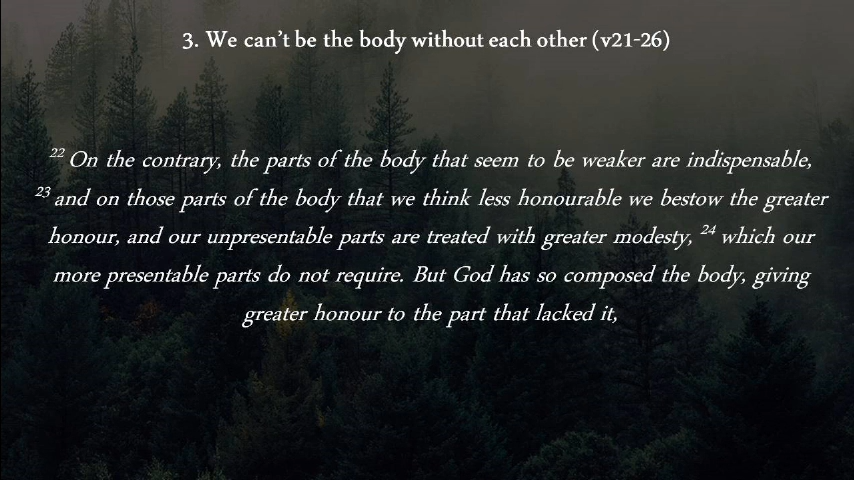 3. We can't be the body without each other (v21-26)
22 On the contrary, the parts of the body that seem to be weaker are indispensable,
23 and on those parts of the body that we think less honourable we bestow the greater
honour, and our unpresentable parts are treated with greater modesty, 24 which our
more presentable parts do not require. But God has so composed the body, giving
greater honour to the part that lacked it,